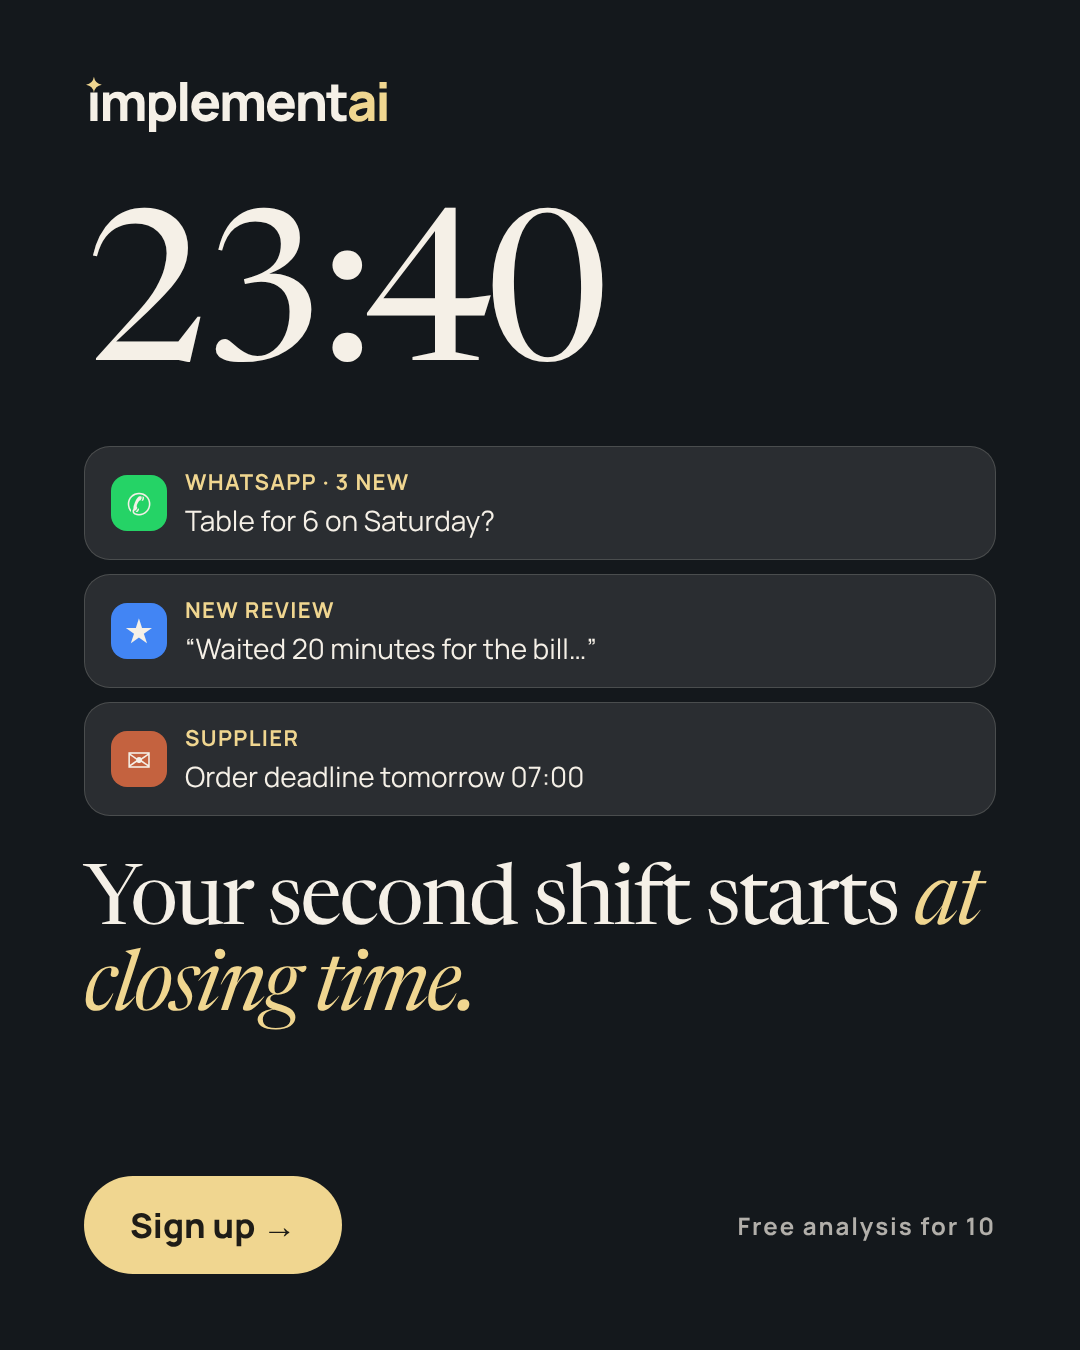 implementai
23:40
WHATSAPP · 3 NEW
Table for 6 on Saturday?
NEW REVIEW
“Waited 20 minutes for the bill…”
SUPPLIER
Order deadline tomorrow 07:00
Your second shift starts at
closing time.
Sign up →
Free analysis for 10